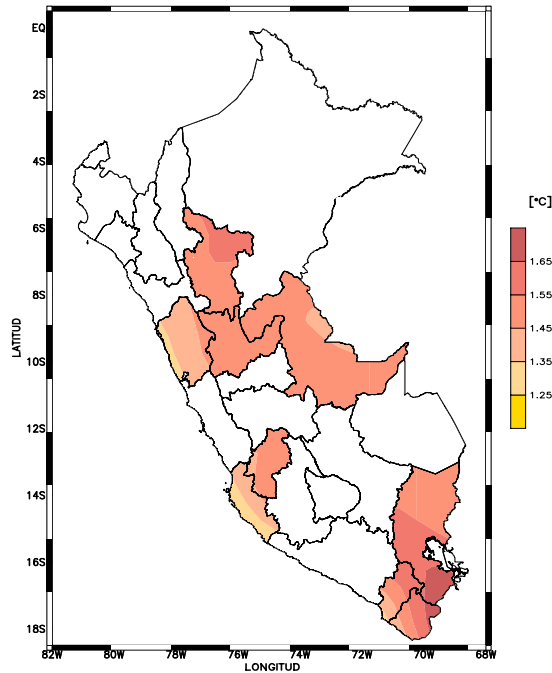 EQ
2S
4S
6S
8S
10S
12S
14S
16S
18S
LATITUD
82W 80W 78W 76W 74W 72W 70W 68W
LONGITUD
[°C]
1.65
1.55
1.45
1.35
1.25